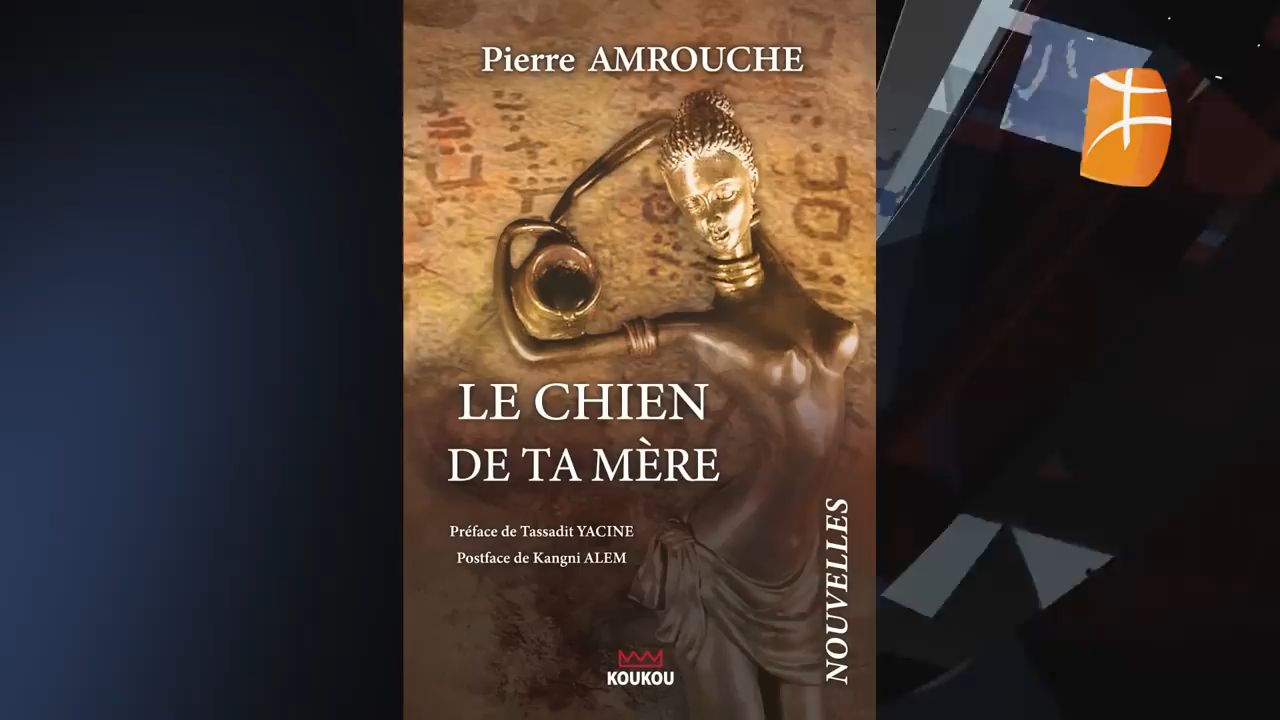 Pierre AMROUCHE
LE CHIEN
DE TA MÈRE
Préface de Tassadit YACINE
Postface de Kangni ALEM
NOUVELLES
KOUKOU